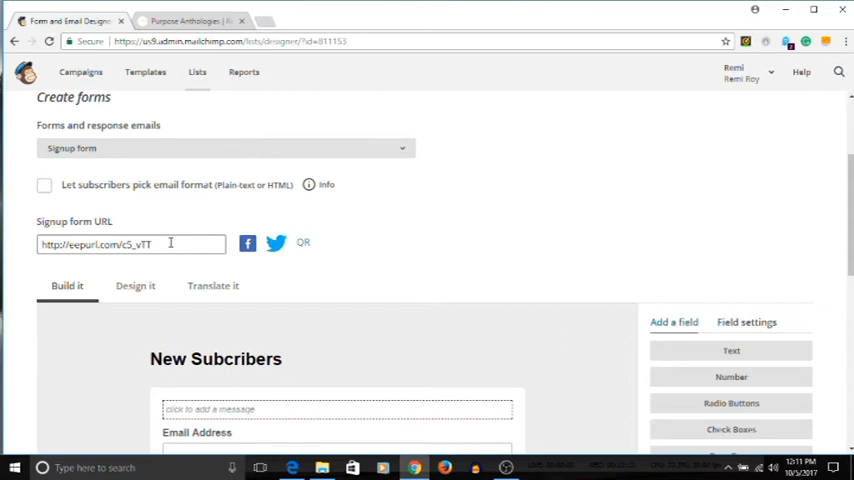 Form and Email Designer
Purpose Anthologies | R
Secure
https://us9.admin.mailchimp.com/lists/designer/?id=811153
Campaigns
Templates
Lists
Reports
Remi
Remi Roy
Help
Create forms
Forms and response emails
Signup form
Let subscribers pick email format (Plain-text or HTML)
Info
Signup form URL
http://eepurl.com/c5_vTT
QR
Build it
Design it
Translate it
Add a field
Field settings
New Subcribers
Text
click to add a message
Number
Radio Buttons
Email Address
Check Boxes
Type here to search
12:11 PM
10/5/2017